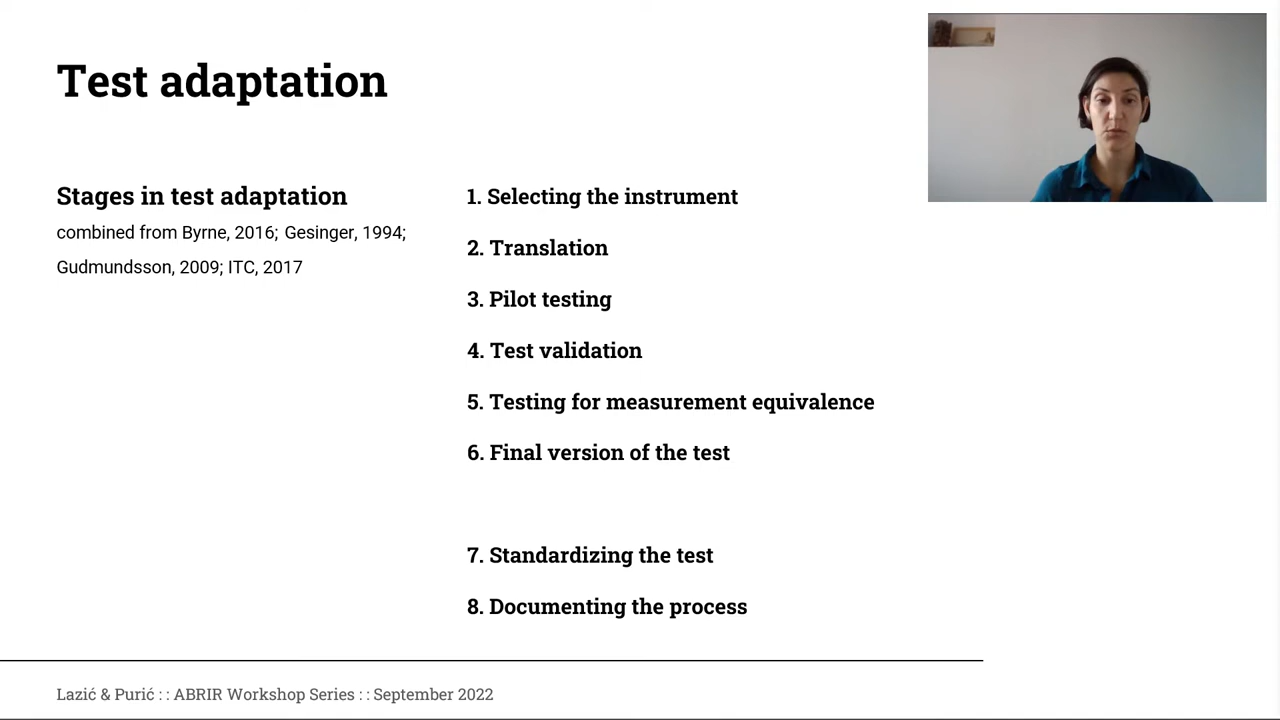 Test adaptation
Stages in test adaptation
combined from Byrne, 2016; Gesinger, 1994;
Gudmundsson, 2009; ITC, 2017
1. Selecting the instrument
2. Translation
3. Pilot testing
4. Test validation
5. Testing for measurement equivalence
6. Final version of the test
7. Standardizing the test
8. Documenting the process
Lazić & Purić : : ABRIR Workshop Series : : September 2022